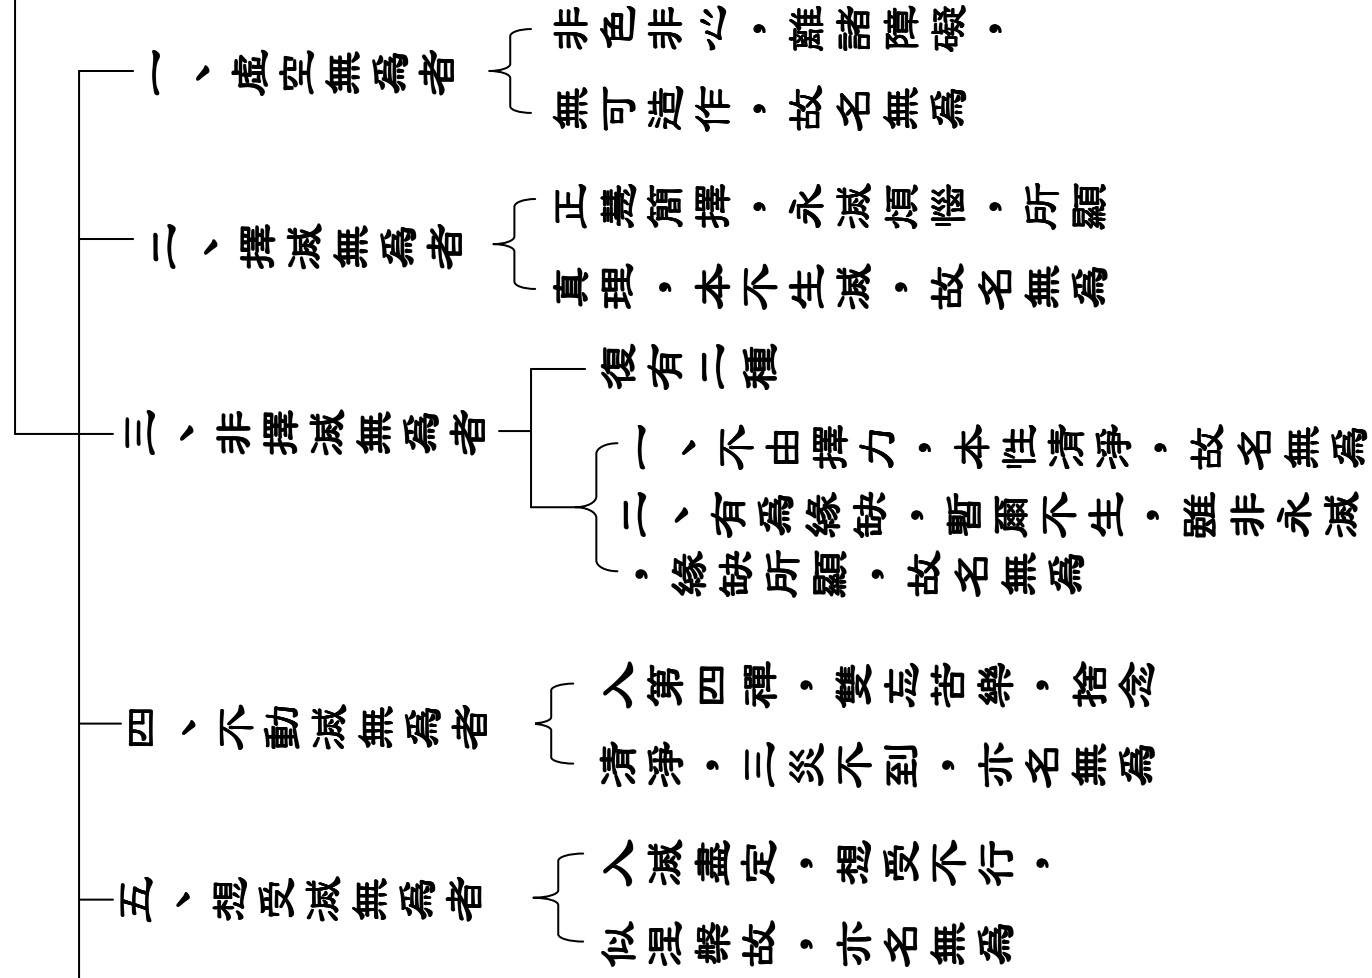 一、虛空無為者
非色非心，離諸障礙，
無可造作，故名無為
二、擇滅無為者
正慧簡擇，永滅煩惱，所顯
真理，本不生滅，故名無為
三、非擇滅無為者
復有二種
一、不由擇力，本性清淨，故名無為
二、有為緣缺，暫爾不生，雖非永滅
，緣缺所顯，故名無為
四、不動滅無為者
入第四禪，雙忘苦樂，捨念
清淨，三災不到，亦名無為
五、想受滅無為者
入滅盡定，想受不行，
似涅槃故，亦名無為